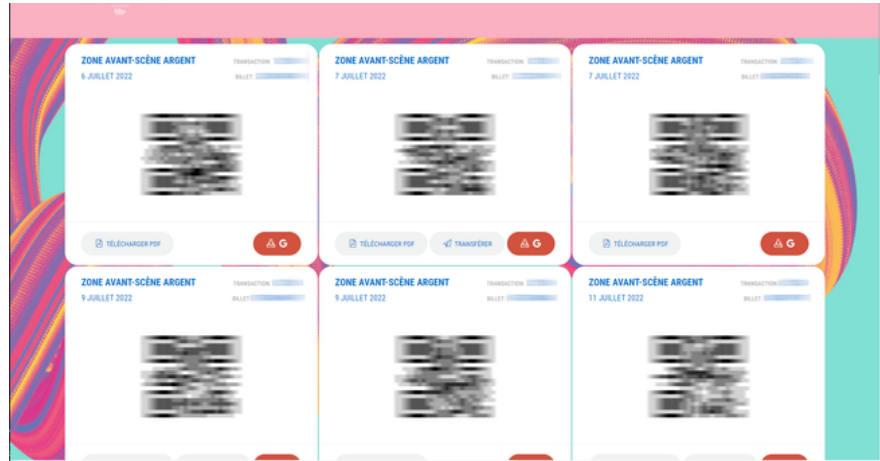 ZONE AVANT-SCÈNE ARGENT TRANSACTION
6 JUILLET 2022 BILLET
TÉLÉCHARGER PDF G
ZONE AVANT-SCÈNE ARGENT TRANSACTION
7 JUILLET 2022 BILLET
TÉLÉCHARGER PDF TRANSFÉRER G
ZONE AVANT-SCÈNE ARGENT TRANSACTION
7 JUILLET 2022 BILLET
TÉLÉCHARGER PDF G
ZONE AVANT-SCÈNE ARGENT TRANSACTION
9 JUILLET 2022 BILLET
ZONE AVANT-SCÈNE ARGENT TRANSACTION
9 JUILLET 2022 BILLET
ZONE AVANT-SCÈNE ARGENT TRANSACTION
11 JUILLET 2022 BILLET